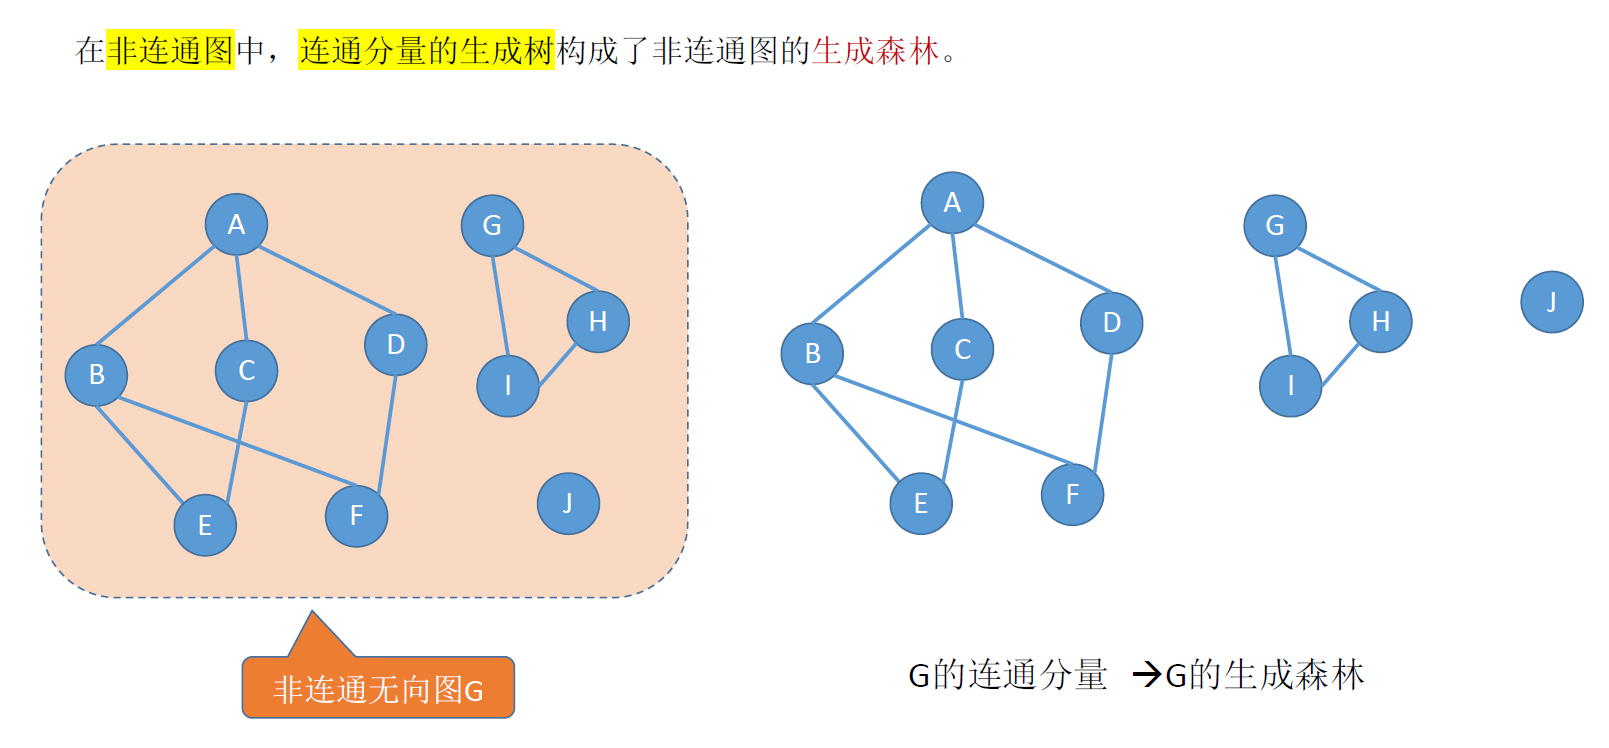 在非连通图中，连通分量的生成树构成了非连通图的生成森林。
A
G
H
D
B
C
I
E
F
J
A
G
J
D
H
B
C
I
E
F
非连通无向图G
G的连通分量 →G的生成森林